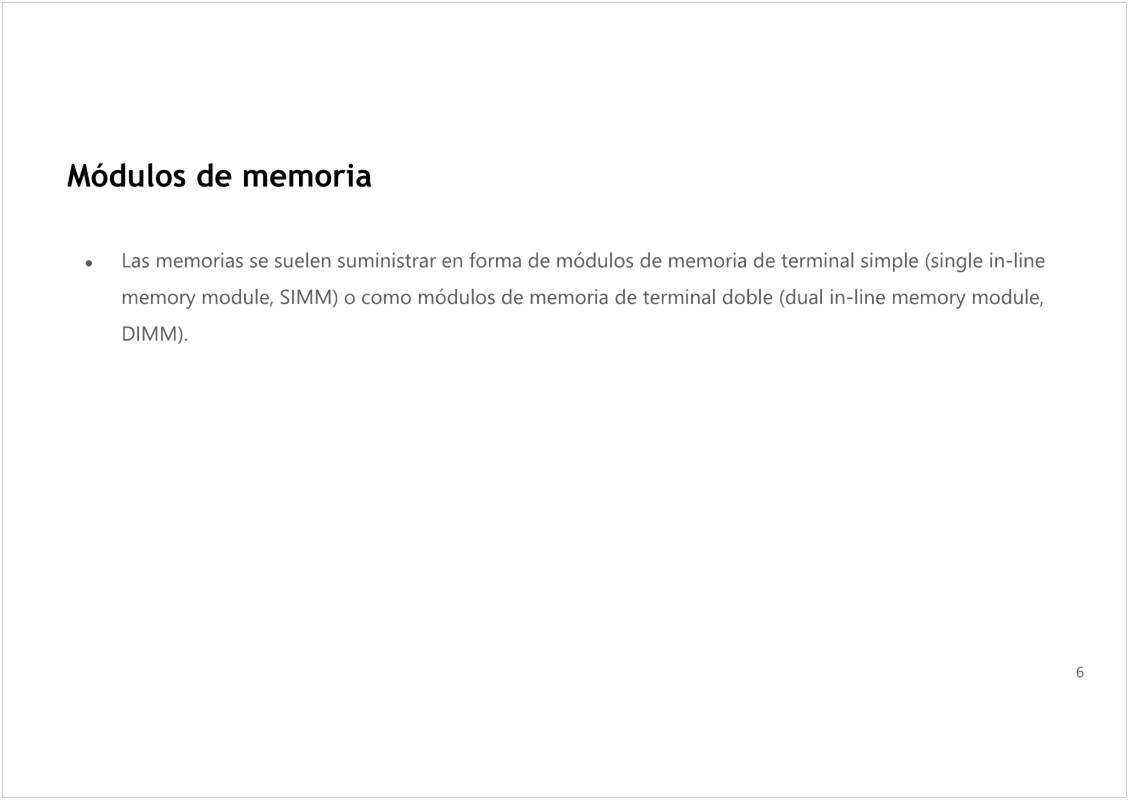 Módulos de memoria
• Las memorias se suelen suministrar en forma de módulos de memoria de terminal simple (single in-line
memory module, SIMM) o como módulos de memoria de terminal doble (dual in-line memory module,
DIMM).
6